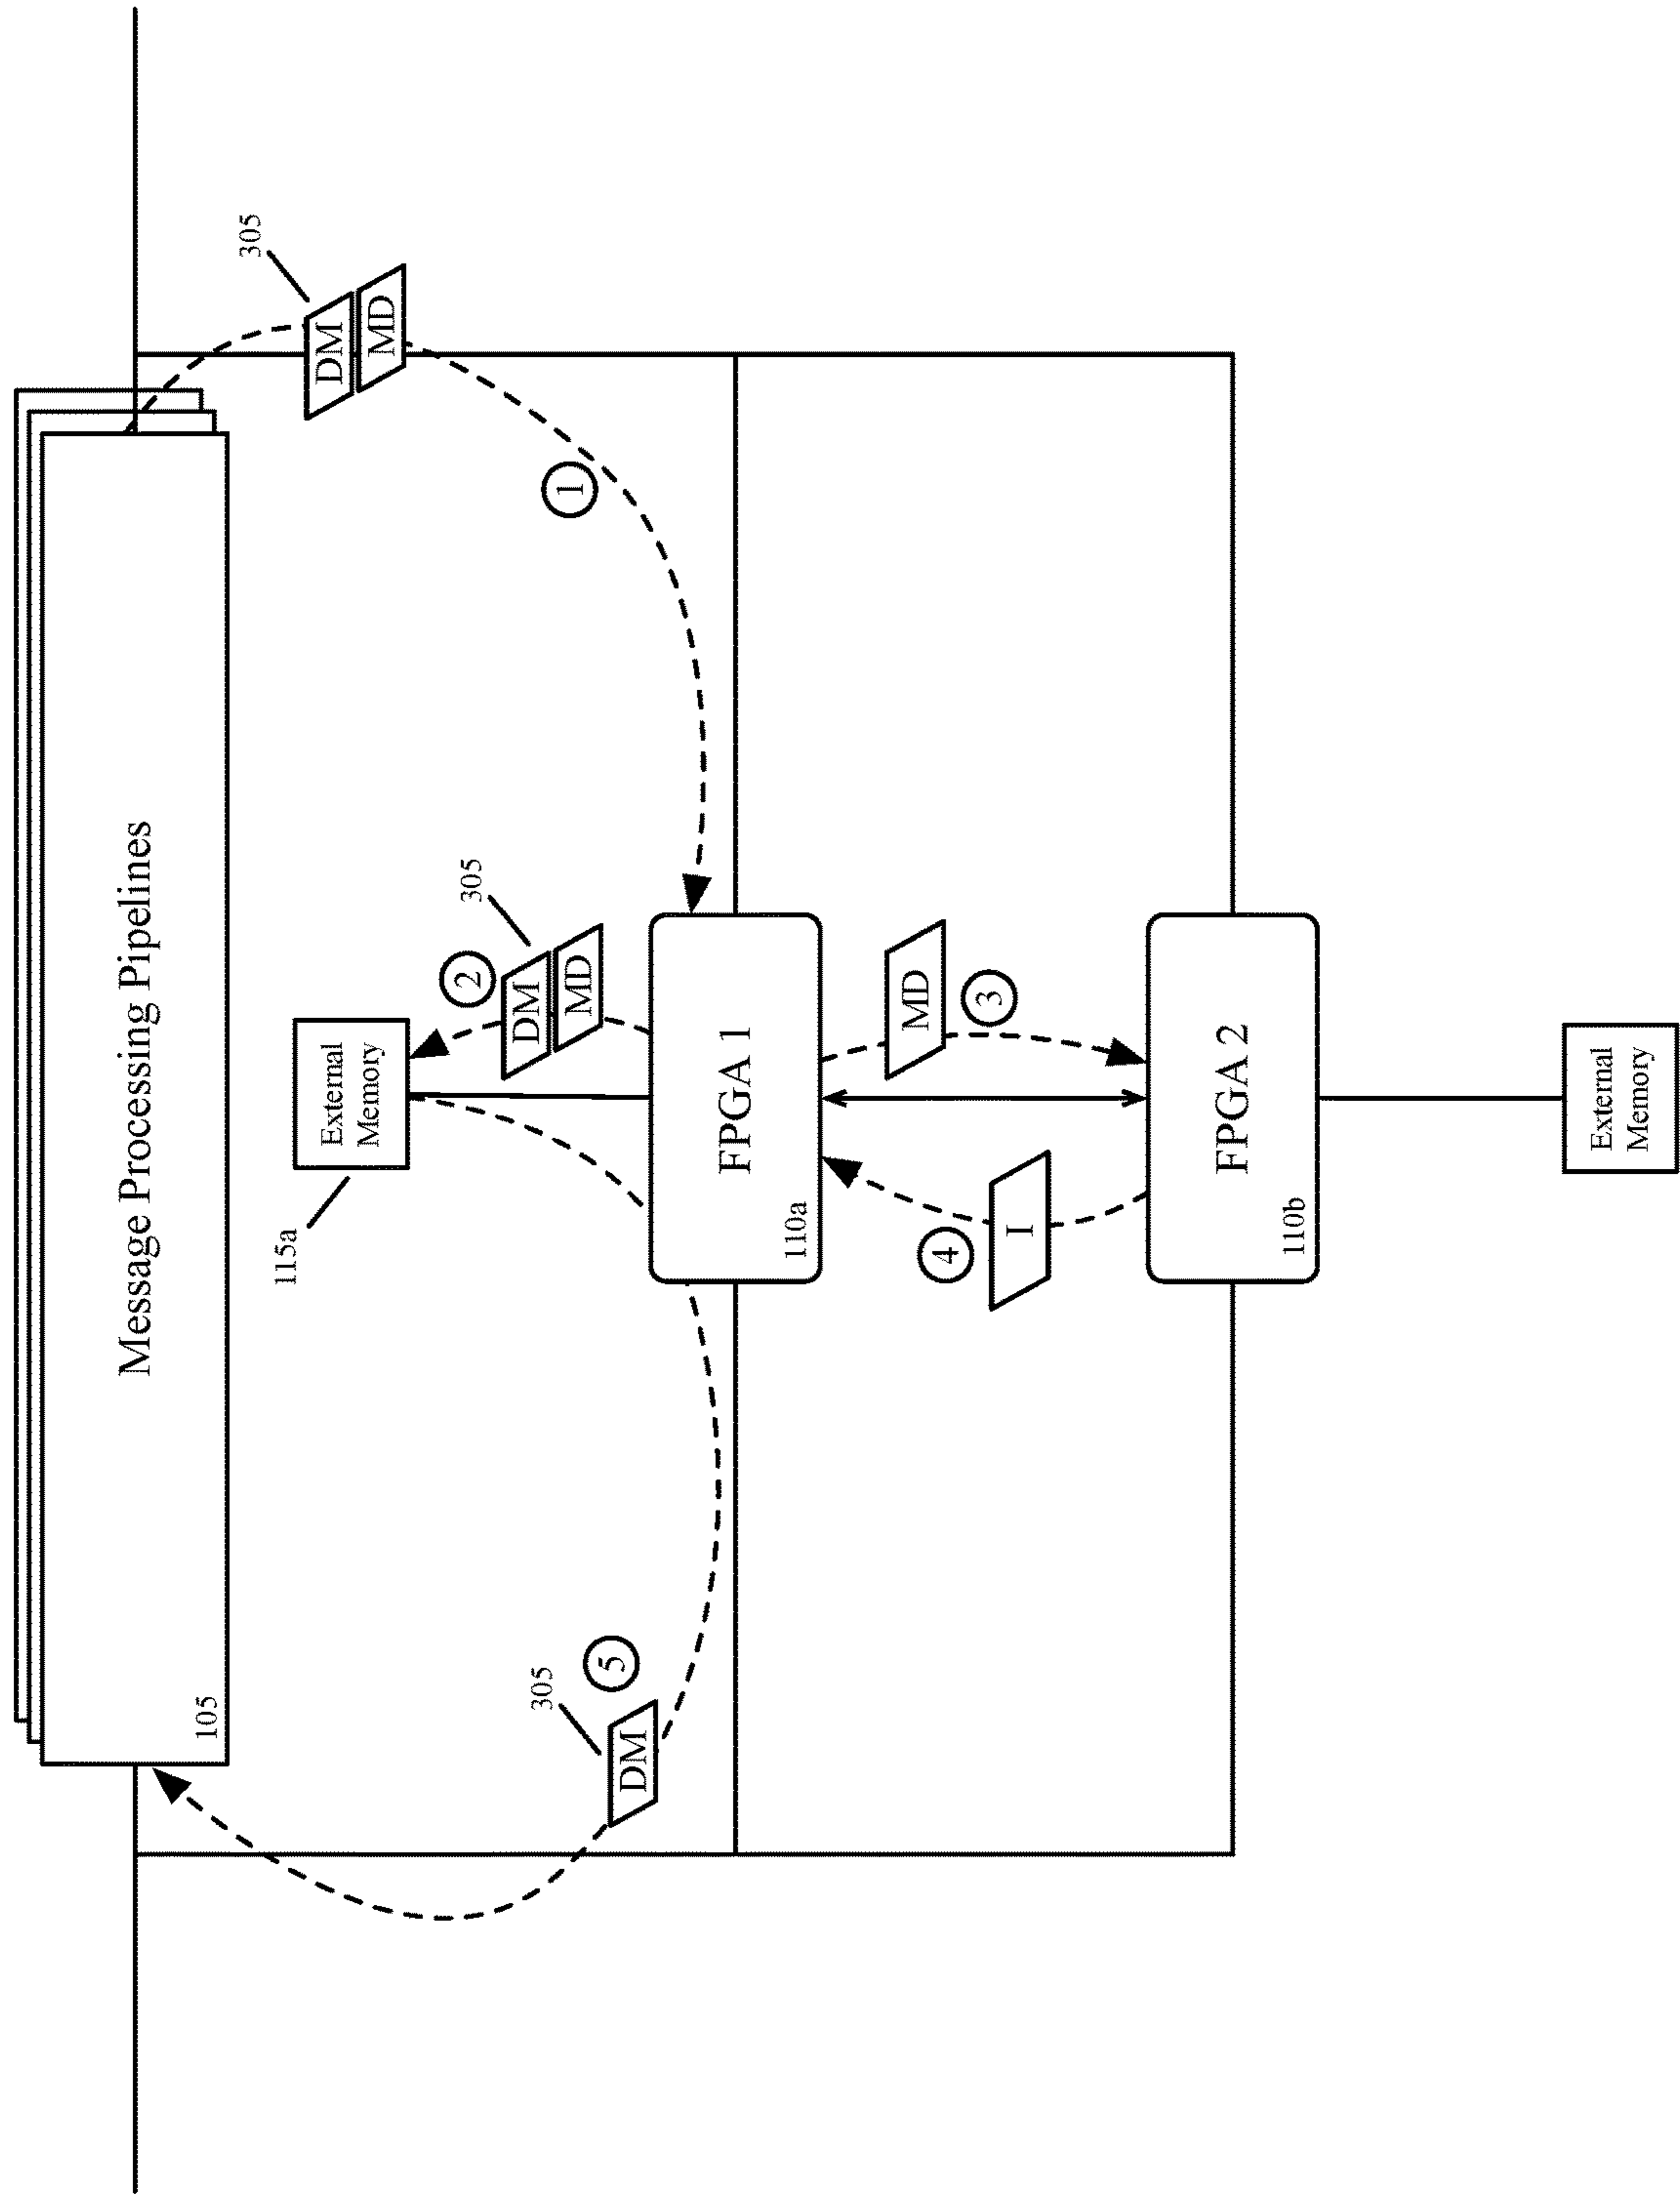 Message Processing Pipelines
105
305
DM
MD
1
305
2
DM
MD
External
Memory
115a
FPGA 1
110a
MD
3
4
I
305
5
DM
FPGA 2
110b
External
Memory